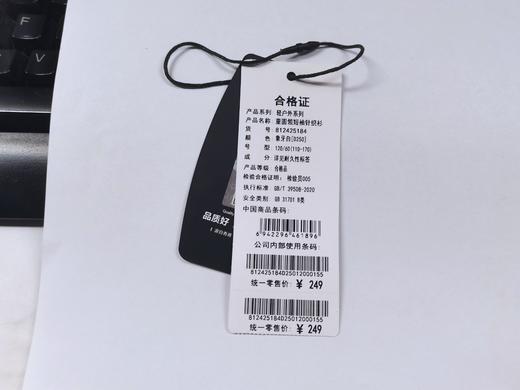 F
合格证
产品系列: 轻户外系列
产品名称: 童圆领短袖针织衫
货 号: 812425184
颜 色: 象牙白[D250]
号 型: 120/60(110-170)
成 分: 详见耐久性标签
产品等级: 合格品
检验合格证明: 检验员005
执行标准: GB/T 39508-2020
安全类别: GB 31701 B类
中国商品条码:
6 942296 461896
公司内部使用条码:
812425184D25012000155
统一零售价: ¥ 249
812425184D25012000155
统一零售价: ¥ 249
品质好